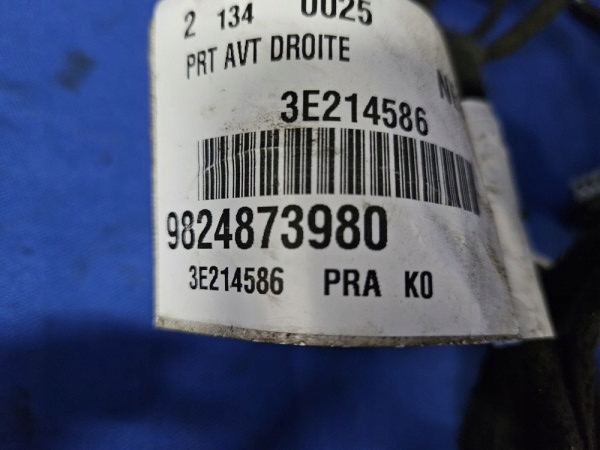 2 134 0025
PRT AVT DROITE
3E214586
9824873980
3E214586 PRA K0